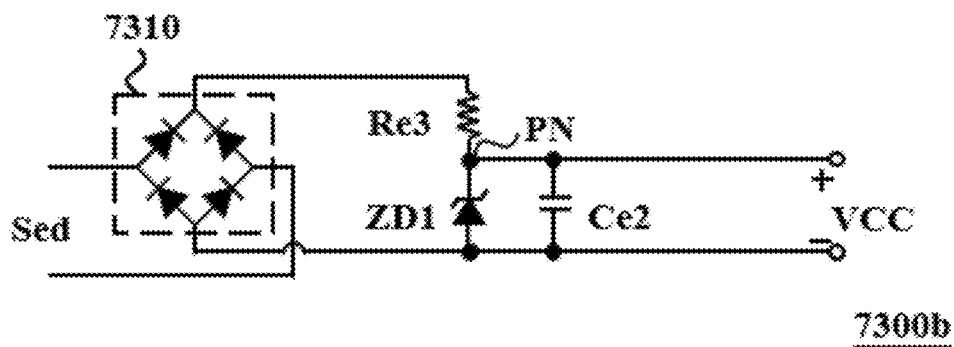 7310
Re3
PN
+
Sed
ZD1
Ce2
VCC
−
7300b